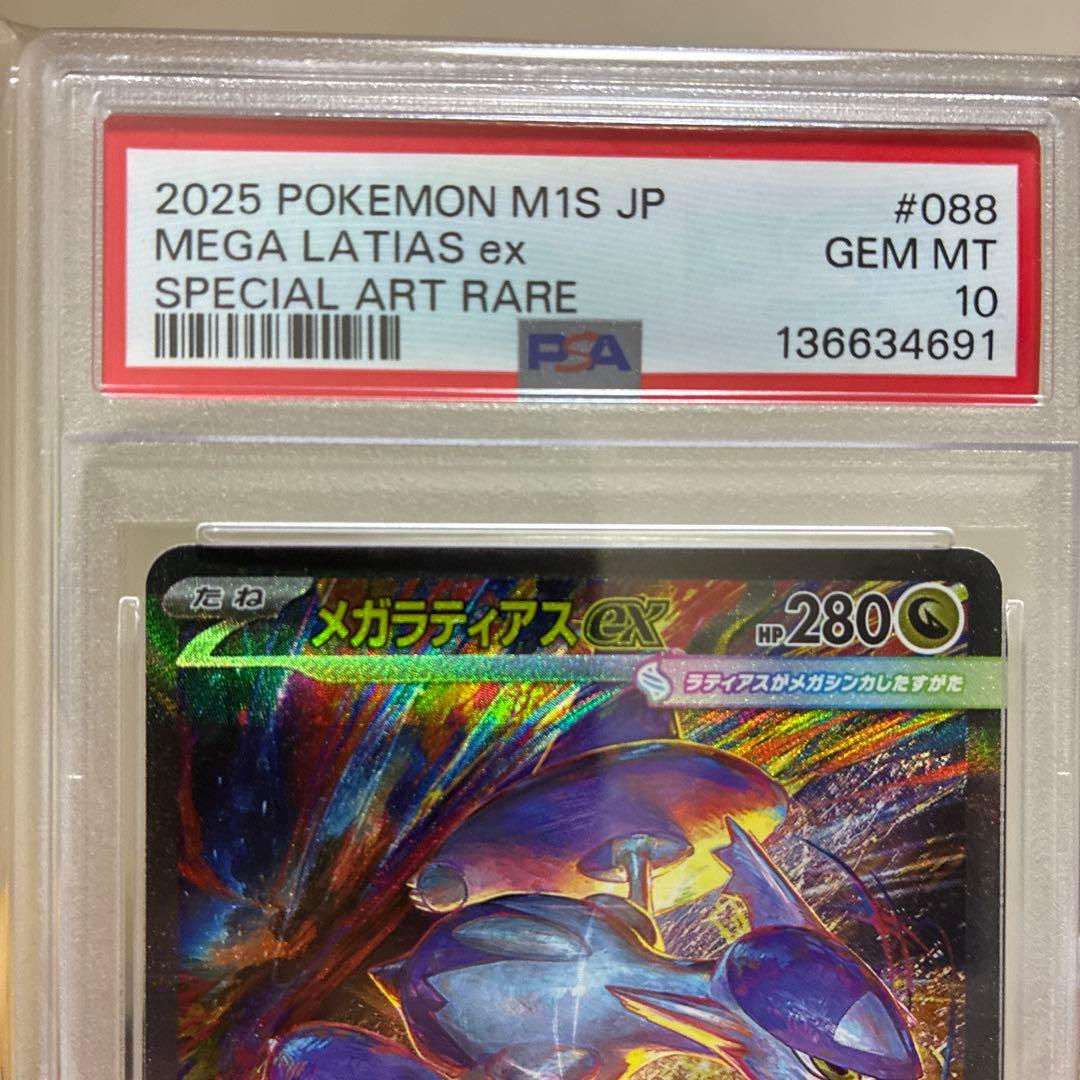 2025 POKEMON M1S JP #088
MEGA LATIAS ex GEM MT
SPECIAL ART RARE 10
PSA 136634691
たね メガラティアスex HP280
ラティアスがメガシンカしたすがた